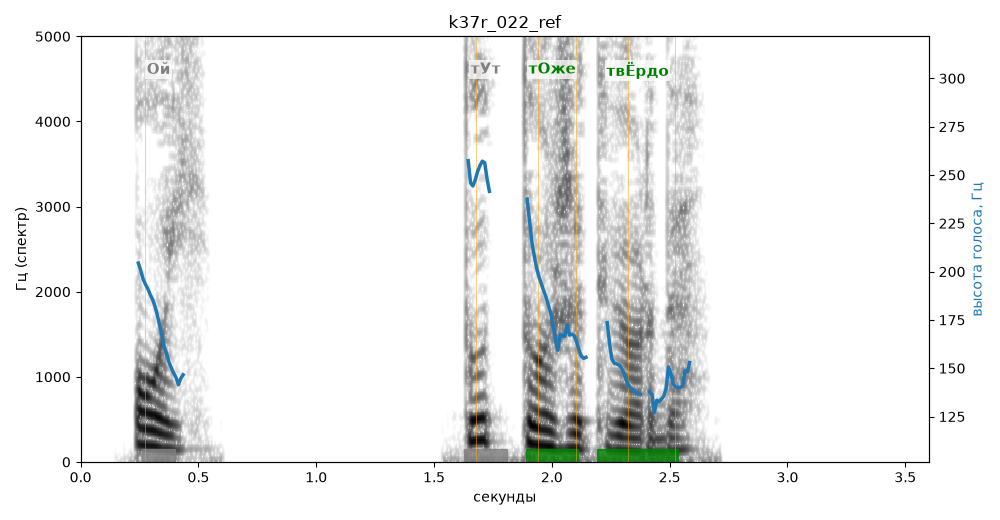 k37r_022_ref
Ой
тУт
тОже
твЁрдо
5000
4000
3000
2000
1000
0
Гц (спектр)
300
275
250
225
200
175
150
125
высота голоса, Гц
0.0 0.5 1.0 1.5 2.0 2.5 3.0 3.5
секунды